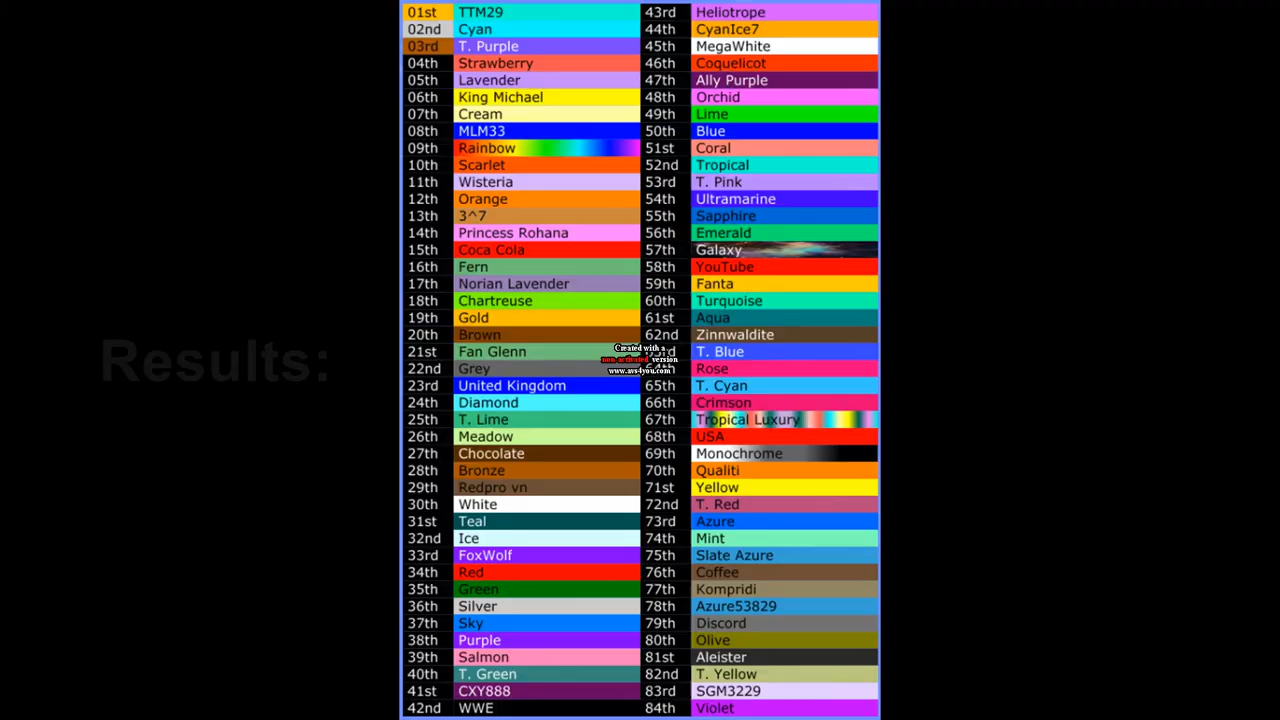 Results:
01st TTM29
02nd Cyan
03rd T. Purple
04th Strawberry
05th Lavender
06th King Michael
07th Cream
08th MLM33
09th Rainbow
10th Scarlet
11th Wisteria
12th Orange
13th 3^7
14th Princess Rohana
15th Coca Cola
16th Fern
17th Norian Lavender
18th Chartreuse
19th Gold
20th Brown
21st Fan Glenn
22nd Grey
23rd United Kingdom
24th Diamond
25th T. Lime
26th Meadow
27th Chocolate
28th Bronze
29th Redpro vn
30th White
31st Teal
32nd Ice
33rd FoxWolf
34th Red
35th Green
36th Silver
37th Sky
38th Purple
39th Salmon
40th T. Green
41st CXY888
42nd WWE
43rd Heliotrope
44th CyanIce7
45th MegaWhite
46th Coquelicot
47th Ally Purple
48th Orchid
49th Lime
50th Blue
51st Coral
52nd Tropical
53rd T. Pink
54th Ultramarine
55th Sapphire
56th Emerald
57th Galaxy
58th YouTube
59th Fanta
60th Turquoise
61st Aqua
62nd Zinnwaldite
63rd T. Blue
64th Rose
65th T. Cyan
66th Crimson
67th Tropical Luxury
68th USA
69th Monochrome
70th Qualiti
71st Yellow
72nd T. Red
73rd Azure
74th Mint
75th Slate Azure
76th Coffee
77th Kompridi
78th Azure53829
79th Discord
80th Olive
81st Aleister
82nd T. Yellow
83rd SGM3229
84th Violet
Created with a
non-activated version
www.avs4you.com